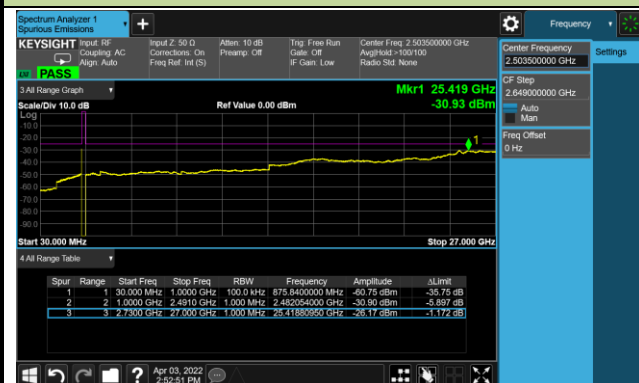 Spectrum Analyzer 1
Spurious Emissions
Frequency
KEYSIGHT
Input: RF
Coupling: AC
Align: Auto
Input Z: 50 Ω
Corrections: On
Freq Ref: Int (S)
Atten: 10 dB
Preamp: Off
Trig: Free Run
Gate: Off
IF Gain: Low
Center Freq: 2.503500000 GHz
Avg|Hold:>100/100
Radio Std: None
PASS
Center Frequency
2.503500000 GHz
Settings
CF Step
2.649000000 GHz
Auto
Man
Freq Offset
0 Hz
3 All Range Graph
Mkr1 25.419 GHz
Scale/Div 10.0 dB
Ref Value 0.00 dBm
-30.93 dBm
Log
-10.0
-20.0
-30.0
-40.0
-50.0
-60.0
-70.0
-80.0
-90.0
1
Start 30.000 MHz
Stop 27.000 GHz
4 All Range Table
Spur Range Start Freq Stop Freq RBW Frequency Amplitude ΔLimit
1 1 30.000 MHz 1.0000 GHz 100.0 kHz 875.8400000 MHz -60.75 dBm -35.75 dB
2 2 1.0000 GHz 2.4910 GHz 1.000 MHz 2.482054000 GHz -30.90 dBm -5.897 dB
3 3 2.7300 GHz 27.000 GHz 1.000 MHz 25.41880950 GHz -26.17 dBm -1.172 dB
?
Apr 03, 2022
2:52:51 PM